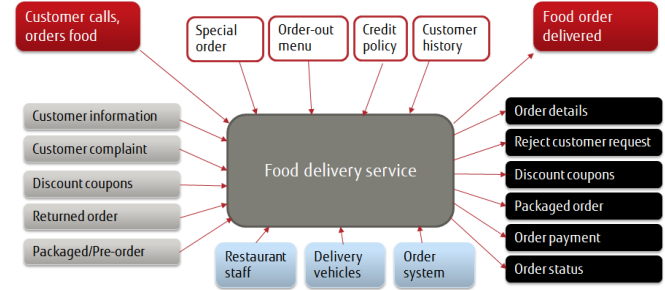 Customer calls,
orders food
Special
order
Order-out
menu
Credit
policy
Customer
history
Food order
delivered
Customer information
Customer complaint
Discount coupons
Returned order
Packaged/Pre-order
Food delivery service
Order details
Reject customer request
Discount coupons
Packaged order
Order payment
Order status
Restaurant
staff
Delivery
vehicles
Order
system